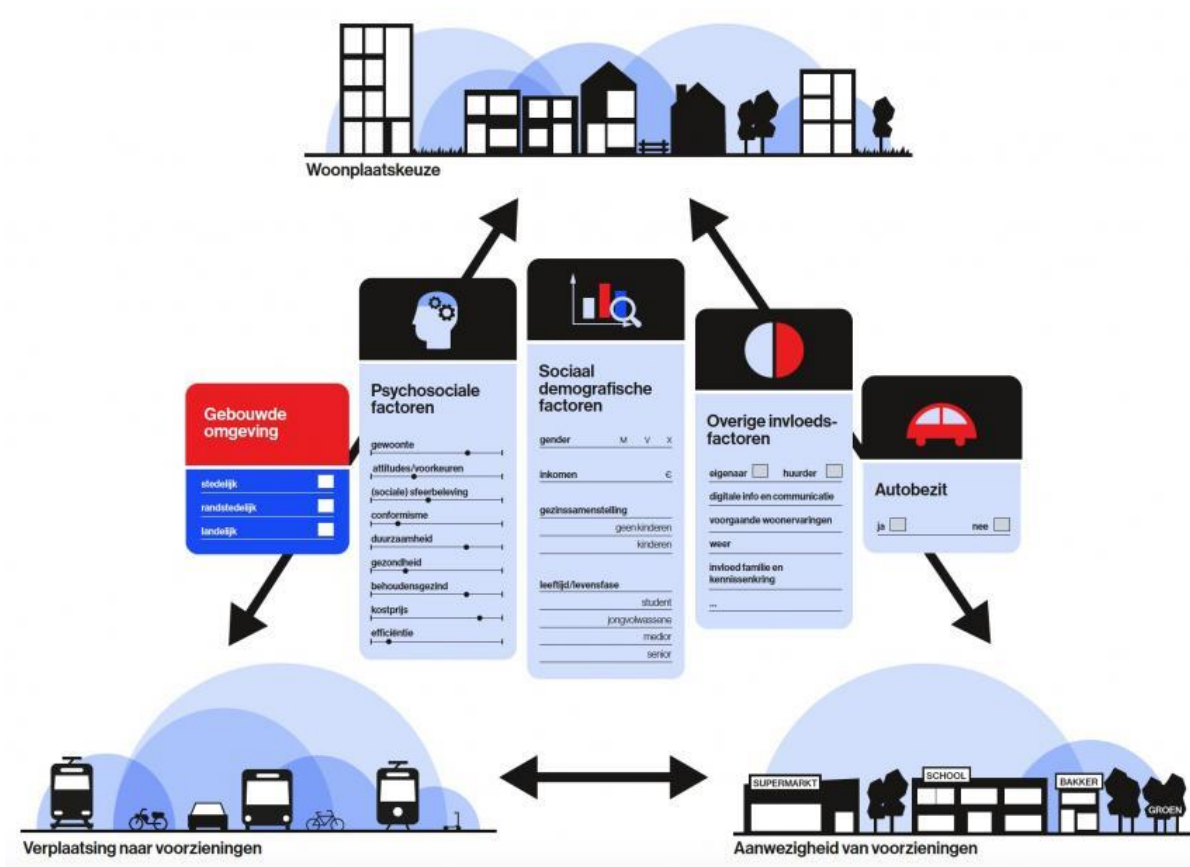 Woonplaatskeuze
Gebouwde
omgeving
stedelijk
randstedelijk
landelijk
Psychosociale
factoren
gewoonte
attitudes/voorkeuren
(sociale) sfeerbeleving
conformisme
duurzaamheid
gezondheid
behoudensgezind
kostprijs
efficiëntie
Sociaal
demografische
factoren
gender M V X
inkomen €
gezinssamenstelling
geen kinderen
kinderen
leeftijd/levensfase
student
jongvolwassene
medior
senior
Overige invloeds-
factoren
eigenaar huurder
digitale info en communicatie
voorgaande woonervaringen
weer
invloed familie en
kennissenkring
...
Autobezit
ja nee
Verplaatsing naar voorzieningen
SUPERMARKT
SCHOOL
BAKKER
GROEN
Aanwezigheid van voorzieningen